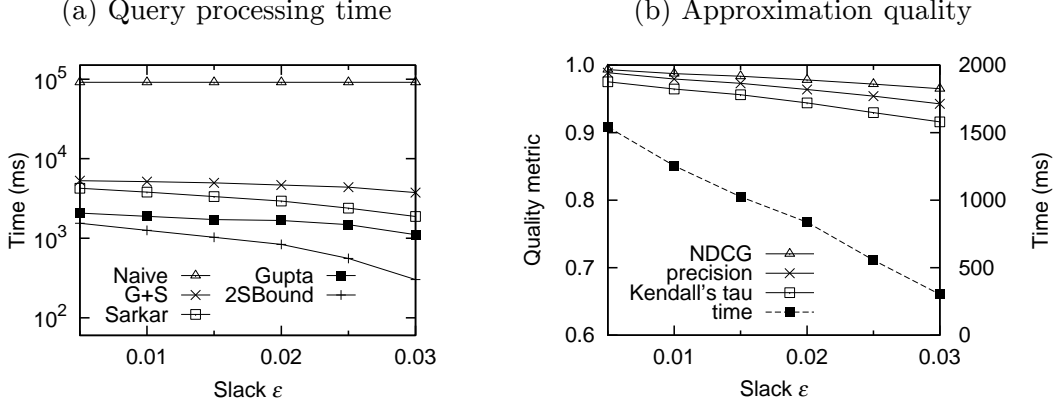 (a) Query processing time
(b) Approximation quality
10^5
10^4
10^3
10^2
Time (ms)
Naive
G+S
Sarkar
Gupta
2SBound
0.01
0.02
0.03
Slack ε
1.0
0.9
0.8
0.7
0.6
Quality metric
NDCG
precision
Kendall's tau
time
2000
1500
1000
500
0
Time (ms)
0.01
0.02
0.03
Slack ε